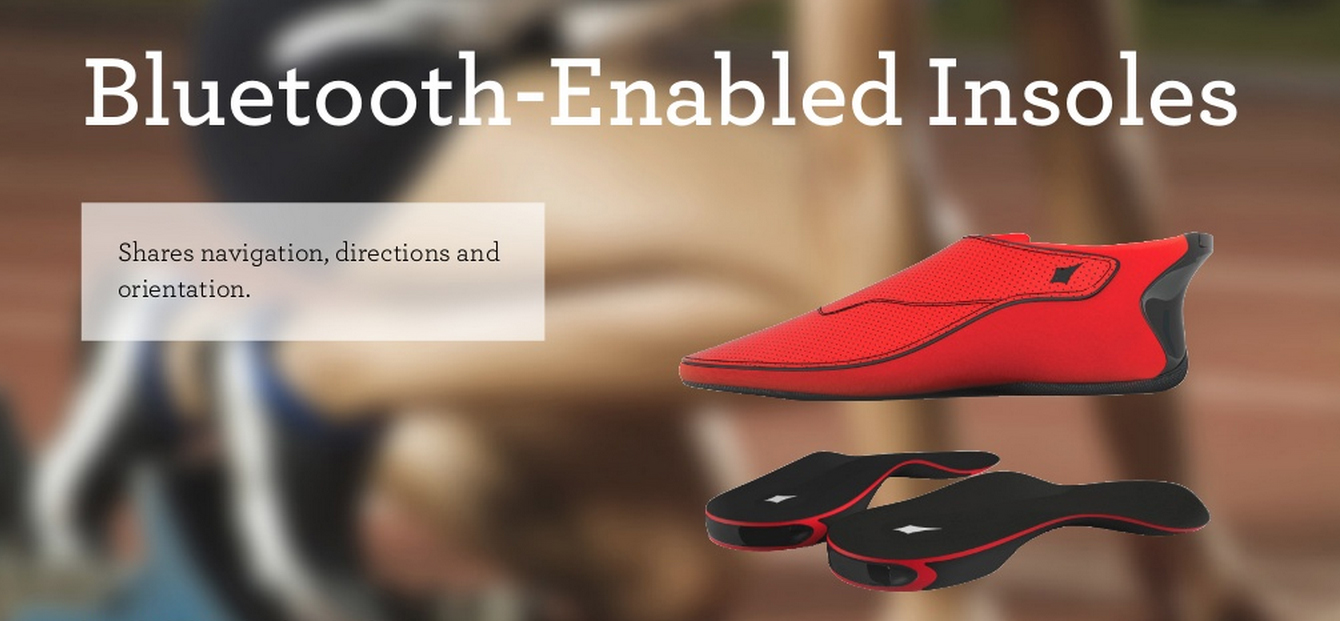 Bluetooth-Enabled Insoles
Shares navigation, directions and
orientation.